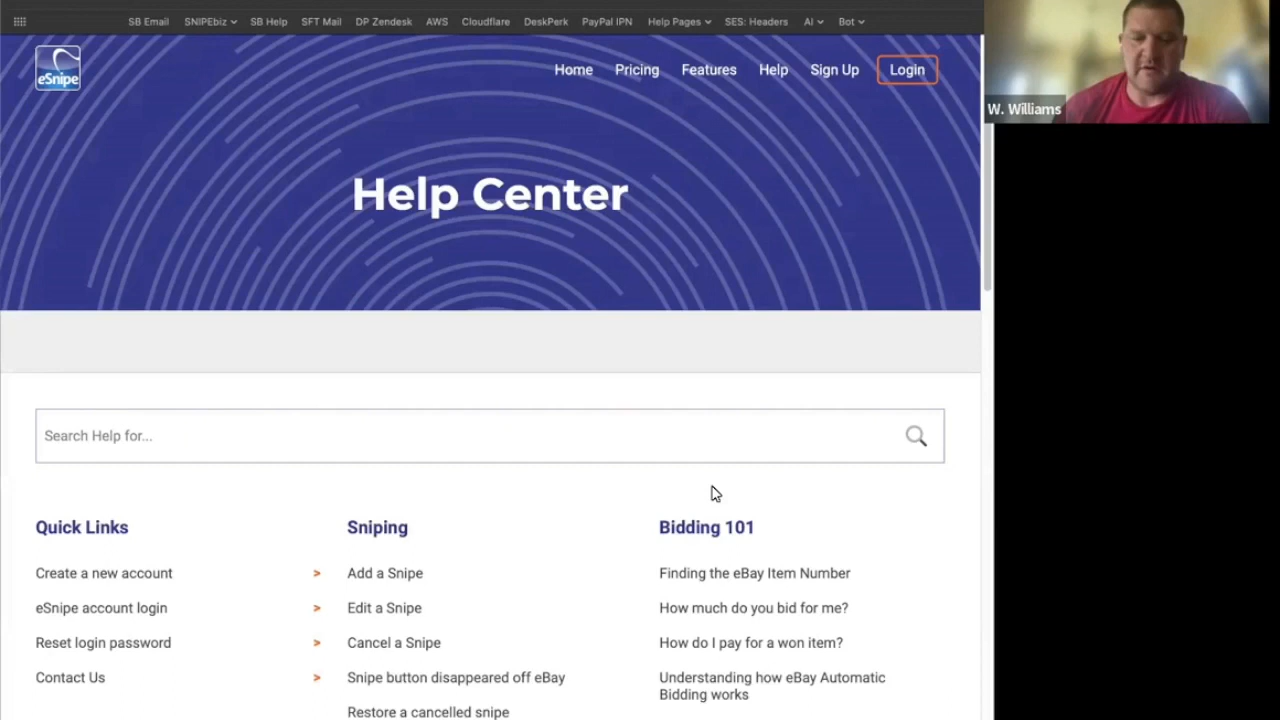 SB Email SNIPEbiz SB Help SFT Mail DP Zendesk AWS Cloudflare DeskPerk PayPal IPN Help Pages SES: Headers AI Bot
eSnipe
Home Pricing Features Help Sign Up Login
W. Williams
Help Center
Search Help for...
Quick Links
Create a new account >
eSnipe account login >
Reset login password >
Contact Us >
Sniping
Add a Snipe
Edit a Snipe
Cancel a Snipe
Snipe button disappeared off eBay
Restore a cancelled snipe
Bidding 101
Finding the eBay Item Number
How much do you bid for me?
How do I pay for a won item?
Understanding how eBay Automatic
Bidding works